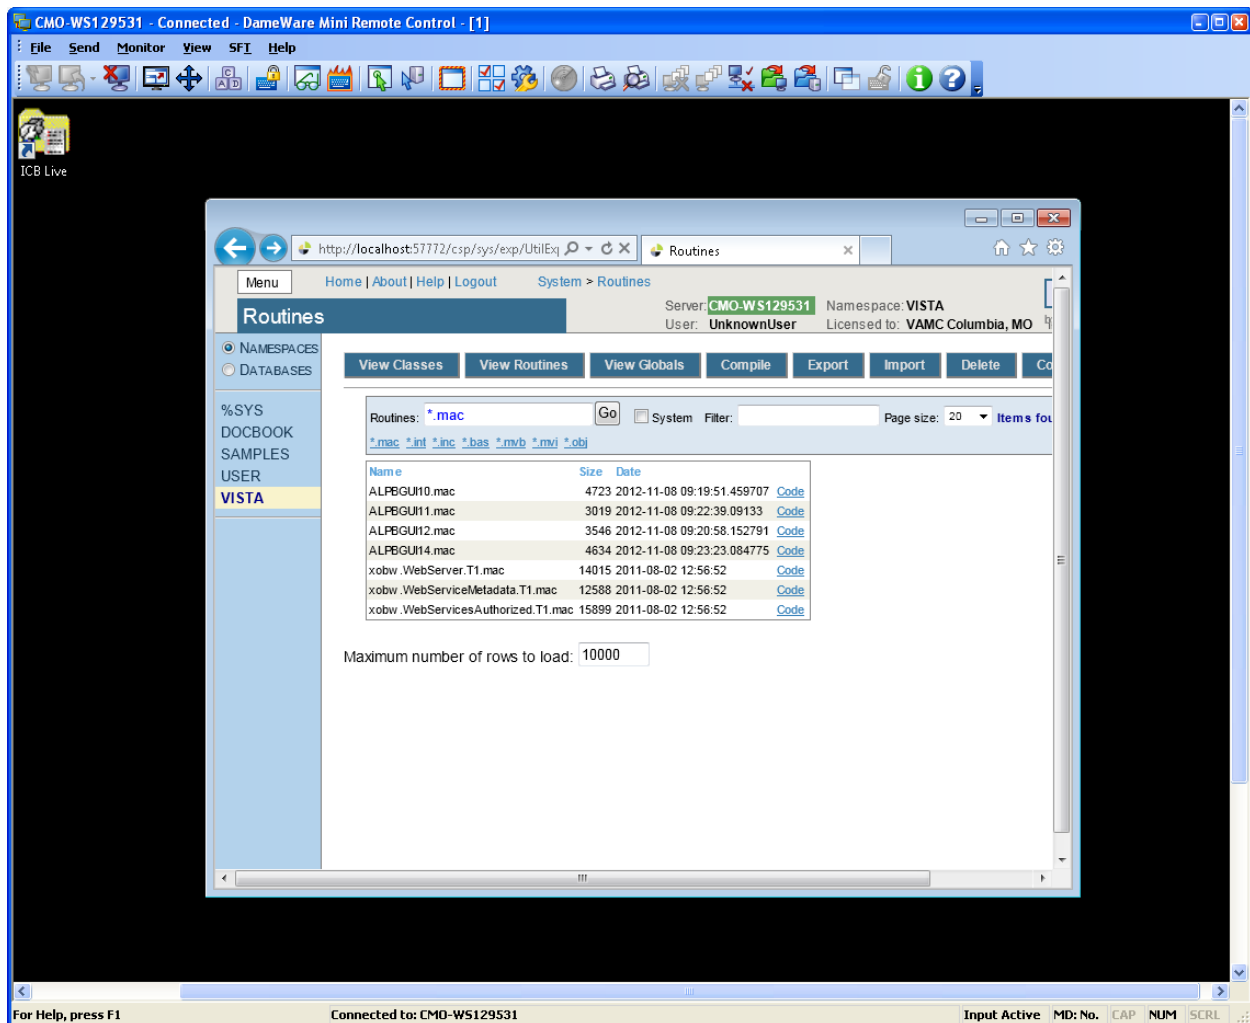 CMO-WS129531 - Connected - DameWare Mini Remote Control - [1]
File Send Monitor View SFT Help
ICB Live
http://localhost:57772/csp/sys/exp/UtilExp
Routines
Menu
Home | About | Help | Logout
System > Routines
Routines
Server: CMO-WS129531 Namespace: VISTA
User: UnknownUser Licensed to: VAMC Columbia, MO
NAMESPACES
DATABASES
View Classes View Routines View Globals Compile Export Import Delete Co
%SYS
DOCBOOK
SAMPLES
USER
VISTA
Routines: *.mac Go System Filter: Page size: 20 Items fou
*.mac *.int *.inc *.bas *.mvb *.mvi *.obj
Name Size Date
ALPBGUI10.mac 4723 2012-11-08 09:19:51.459707 Code
ALPBGUI11.mac 3019 2012-11-08 09:22:39.09133 Code
ALPBGUI12.mac 3546 2012-11-08 09:20:58.152791 Code
ALPBGUI14.mac 4634 2012-11-08 09:23:23.084775 Code
xobw.WebServer.T1.mac 14015 2011-08-02 12:56:52 Code
xobw.WebServiceMetadata.T1.mac 12588 2011-08-02 12:56:52 Code
xobw.WebServicesAuthorized.T1.mac 15899 2011-08-02 12:56:52 Code
Maximum number of rows to load: 10000
For Help, press F1
Connected to: CMO-WS129531
Input Active MD: No. CAP NUM SCRL